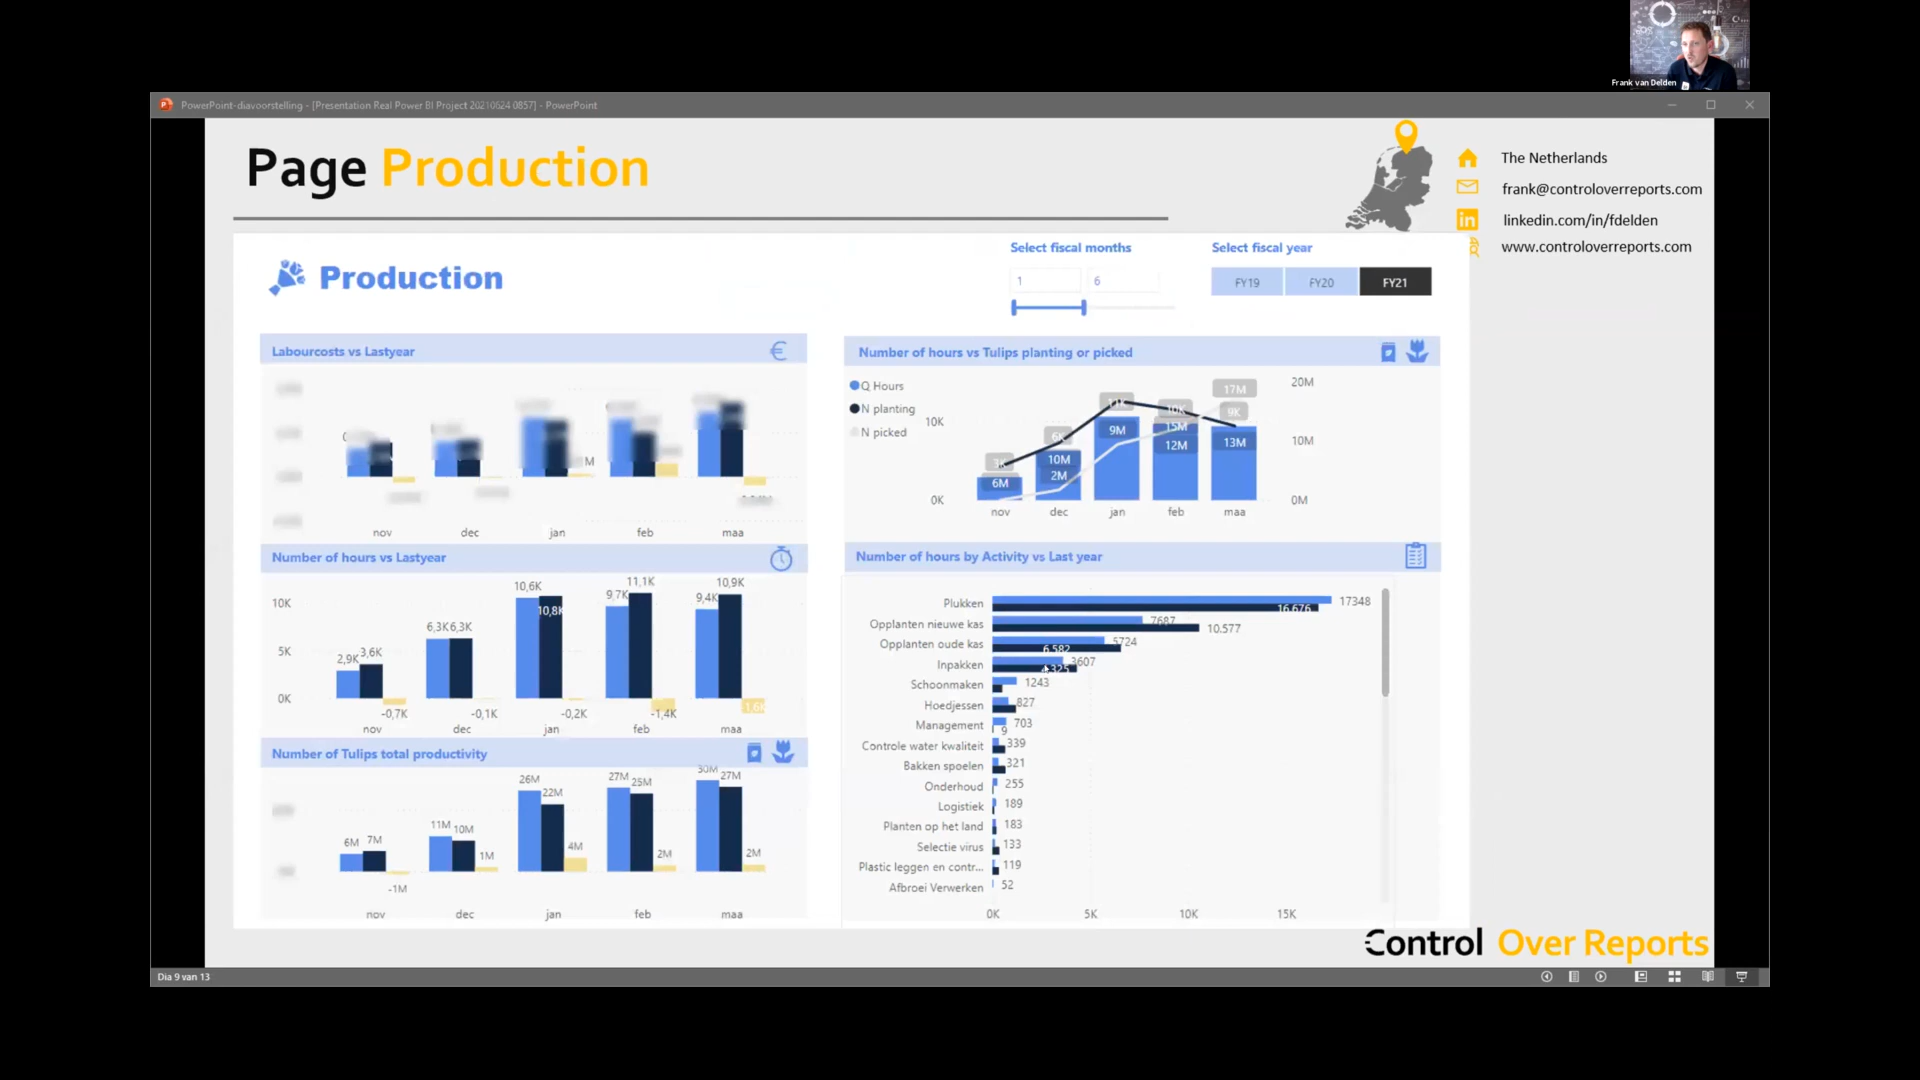 Frank van Delden
PowerPoint-diavoorstelling - [Presentation Real Power BI Project 20210624 0857] - PowerPoint
Page Production
The Netherlands
frank@controloverreports.com
linkedin.com/in/fdelden
www.controloverreports.com
Production
Select fiscal months
1
6
Select fiscal year
FY19
FY20
FY21
Labourcosts vs Lastyear
M
nov
dec
jan
feb
maa
Number of hours vs Lastyear
10K
5K
0K
2,9K
3,6K
-0,7K
6,3K
6,3K
-0,1K
10,6K
10,8K
-0,2K
9,7K
11,1K
-1,4K
9,4K
10,9K
-1,6K
nov
dec
jan
feb
maa
Number of Tulips total productivity
6M
7M
-1M
11M
10M
1M
26M
22M
4M
27M
25M
2M
30M
27M
2M
nov
dec
jan
feb
maa
Number of hours vs Tulips planting or picked
Q Hours
N planting
N picked
10K
0K
20M
10M
0M
6M
6K
10M
2M
11K
9M
10K
15M
12M
17M
9K
13M
nov
dec
jan
feb
maa
Number of hours by Activity vs Last year
Plukken 17348
16.676
Opplanten nieuwe kas 7687
10.577
Opplanten oude kas 5724
6.582
Inpakken 3607
4.325
Schoonmaken 1243
Hoedjessen 827
Management 703
9
Controle water kwaliteit 339
Bakken spoelen 321
Onderhoud 255
Logistiek 189
Planten op het land 183
Selectie virus 133
Plastic leggen en contr... 119
Afbroei Verwerken 52
0K 5K 10K 15K
Control Over Reports
Dia 9 van 13